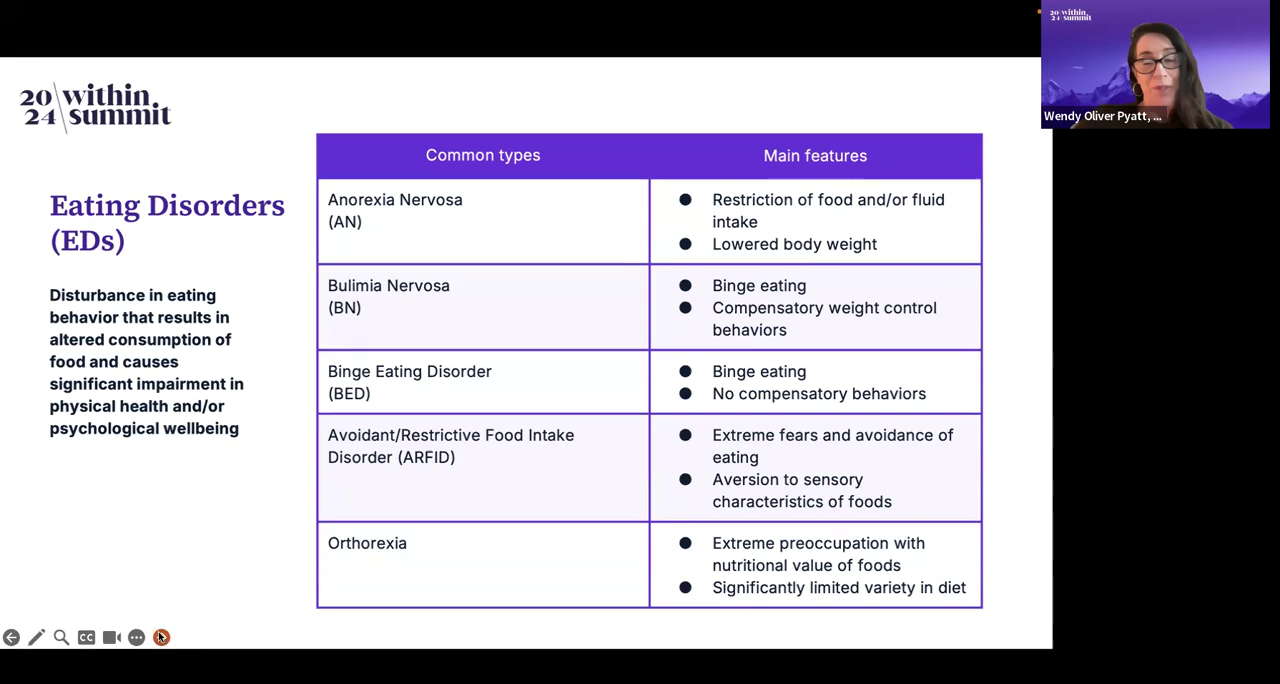 20 within
24 summit
Eating Disorders
(EDs)
Disturbance in eating
behavior that results in
altered consumption of
food and causes
significant impairment in
physical health and/or
psychological wellbeing
Common types
Main features
Anorexia Nervosa
(AN)
● Restriction of food and/or fluid
intake
● Lowered body weight
Bulimia Nervosa
(BN)
● Binge eating
● Compensatory weight control
behaviors
Binge Eating Disorder
(BED)
● Binge eating
● No compensatory behaviors
Avoidant/Restrictive Food Intake
Disorder (ARFID)
● Extreme fears and avoidance of
eating
● Aversion to sensory
characteristics of foods
Orthorexia
● Extreme preoccupation with
nutritional value of foods
● Significantly limited variety in diet
20 within
24 summit
Wendy Oliver Pyatt, ...
CC